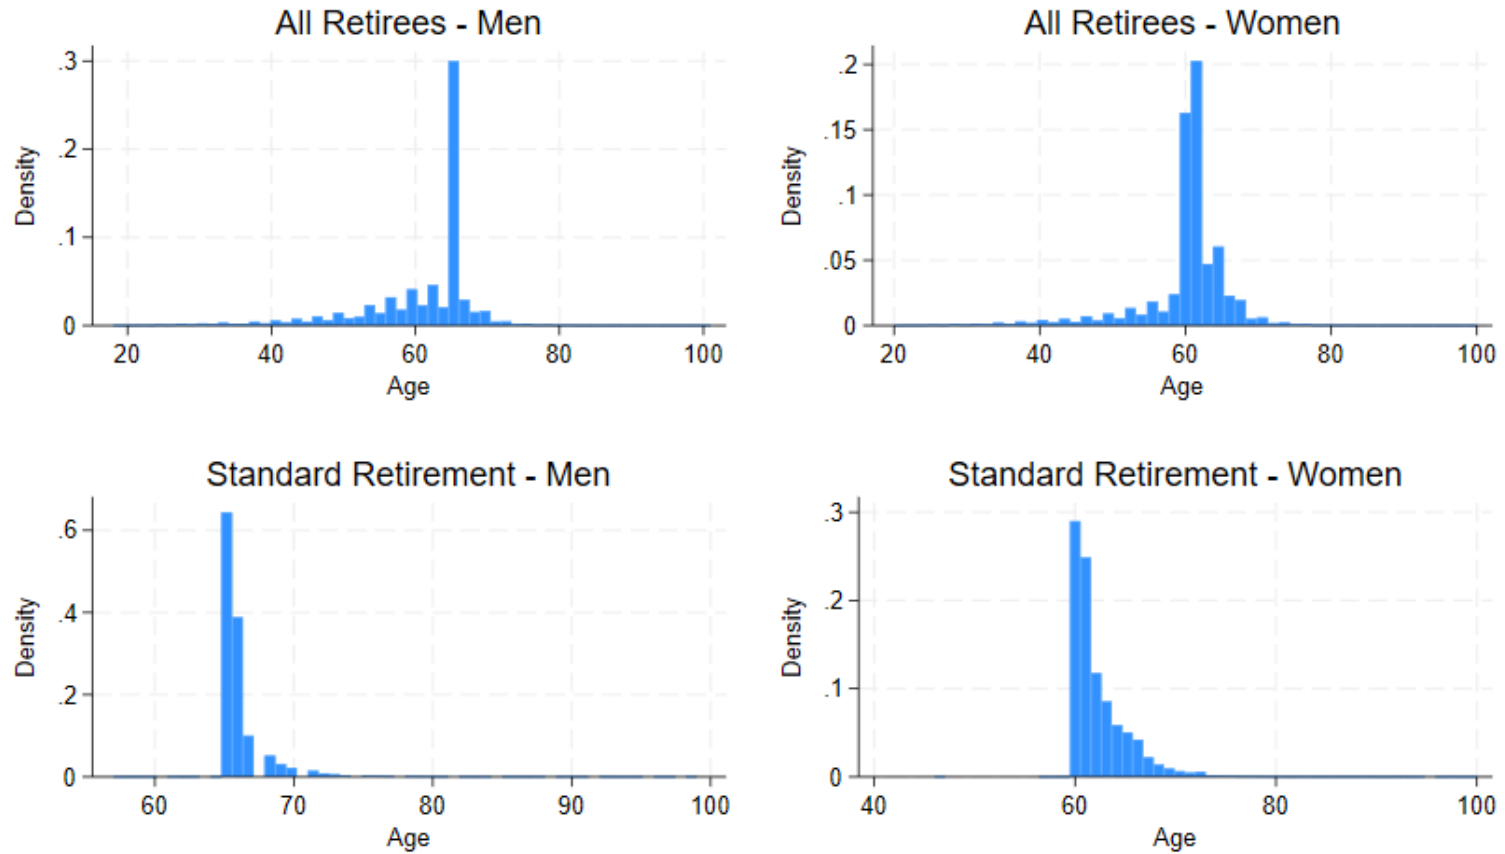 All Retirees - Men
.3
.2
.1
0
Density
20 40 60 80 100
Age
All Retirees - Women
.2
.15
.1
.05
0
Density
20 40 60 80 100
Age
Standard Retirement - Men
.6
.4
.2
0
Density
60 70 80 90 100
Age
Standard Retirement - Women
.3
.2
.1
0
Density
40 60 80 100
Age